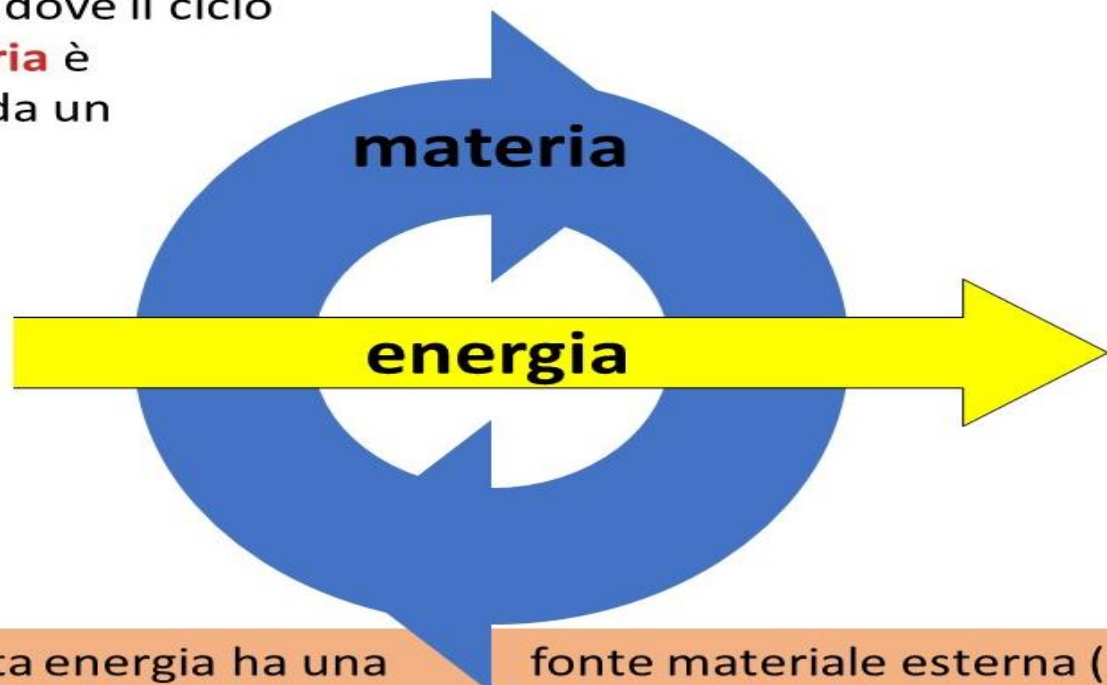 dove il ciclo
ria è
da un
materia
energia
ta energia ha una fonte materiale esterna (